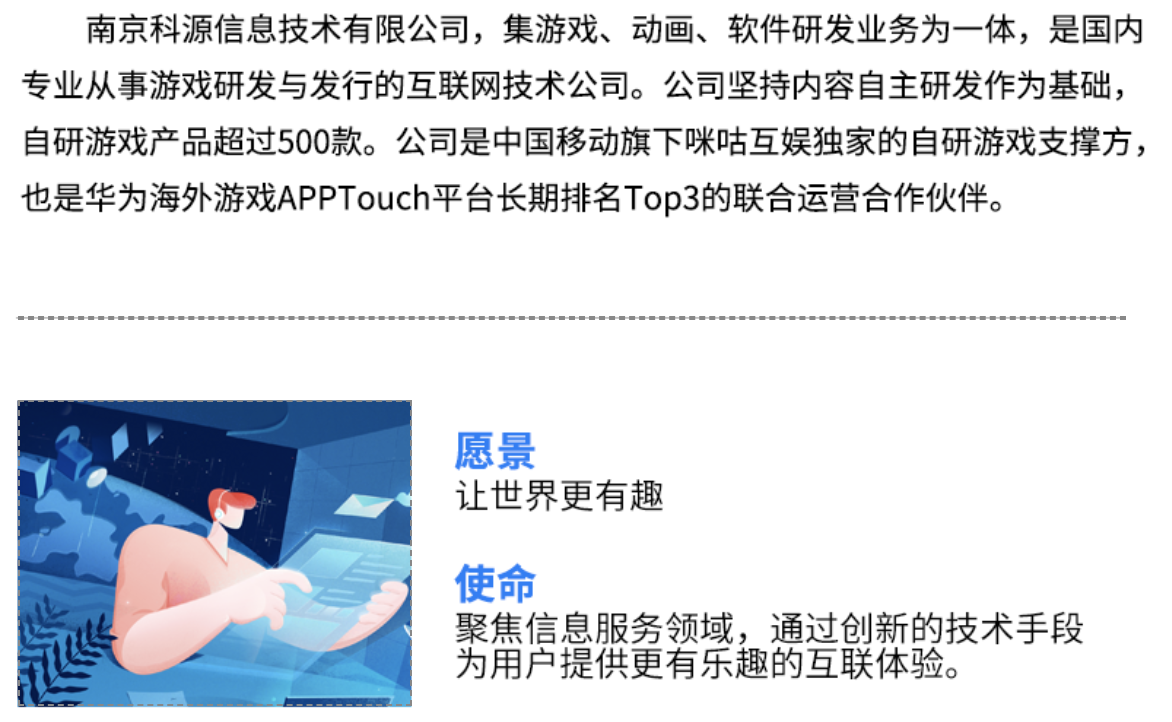 南京科源信息技术有限公司，集游戏、动画、软件研发业务为一体，是国内
专业从事游戏研发与发行的互联网技术公司。公司坚持内容自主研发作为基础，
自研游戏产品超过500款。公司是中国移动旗下咪咕互娱独家的自研游戏支撑方，
也是华为海外游戏APPTouch平台长期排名Top3的联合运营合作伙伴。
愿景
让世界更有趣
使命
聚焦信息服务领域，通过创新的技术手段
为用户提供更有乐趣的互联体验。